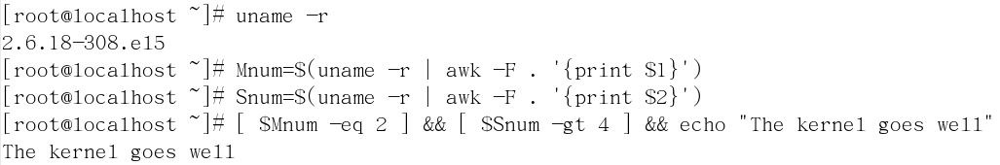 [root@localhost ~]# uname -r
2.6.18-308.el5
[root@localhost ~]# Mnum=$(uname -r | awk -F . '{print $1}')
[root@localhost ~]# Snum=$(uname -r | awk -F . '{print $2}')
[root@localhost ~]# [ $Mnum -eq 2 ] && [ $Snum -gt 4 ] && echo "The kernel goes well"
The kernel goes well